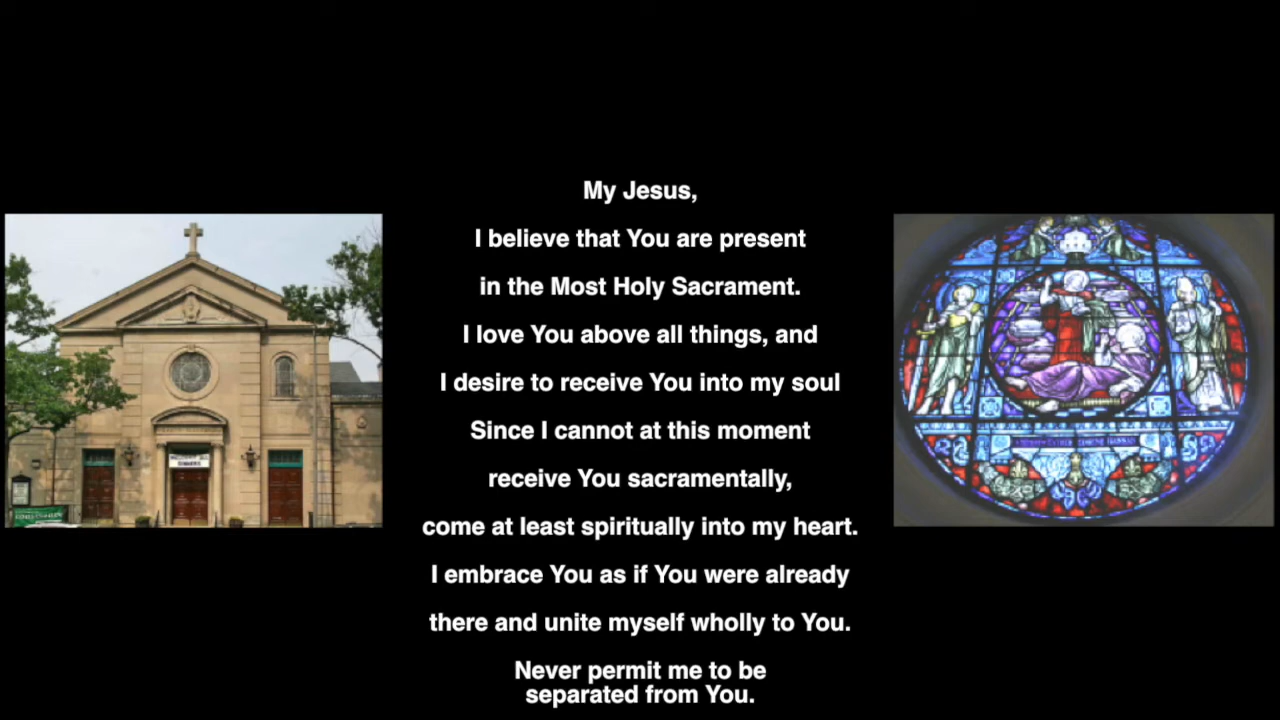 My Jesus,
I believe that You are present
in the Most Holy Sacrament.
I love You above all things, and
I desire to receive You into my soul
Since I cannot at this moment
receive You sacramentally,
come at least spiritually into my heart.
I embrace You as if You were already
there and unite myself wholly to You.
Never permit me to be
separated from You.